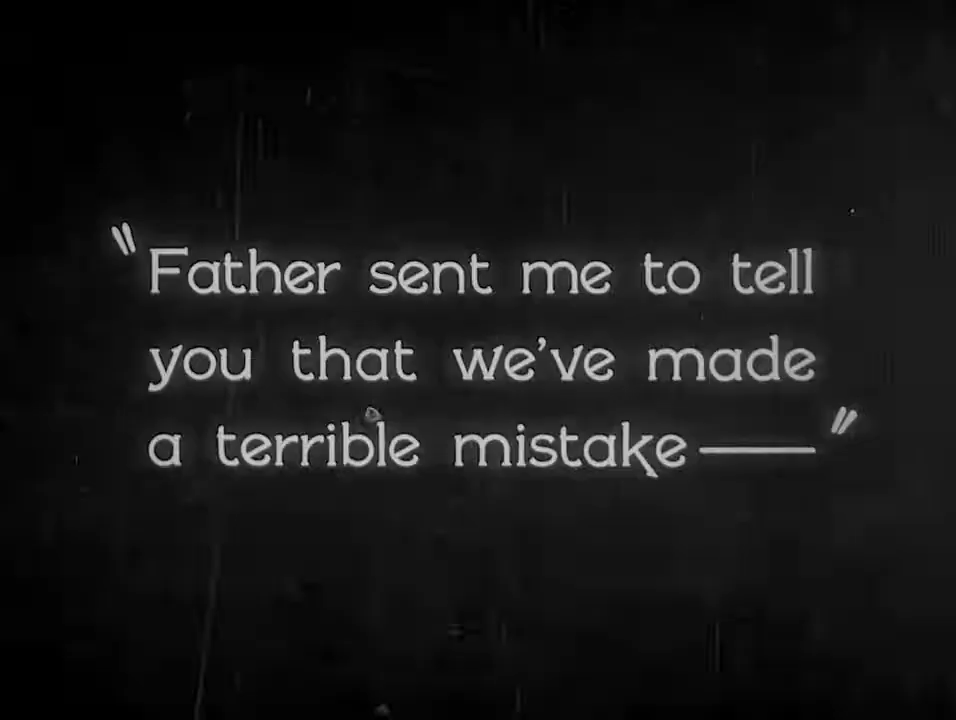 "Father sent me to tell
you that we've made
a terrible mistake——"